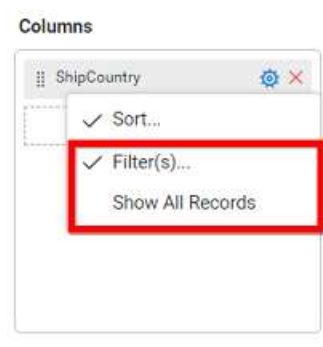 Columns
ShipCountry
Sort...
Filter(s)...
Show All Records